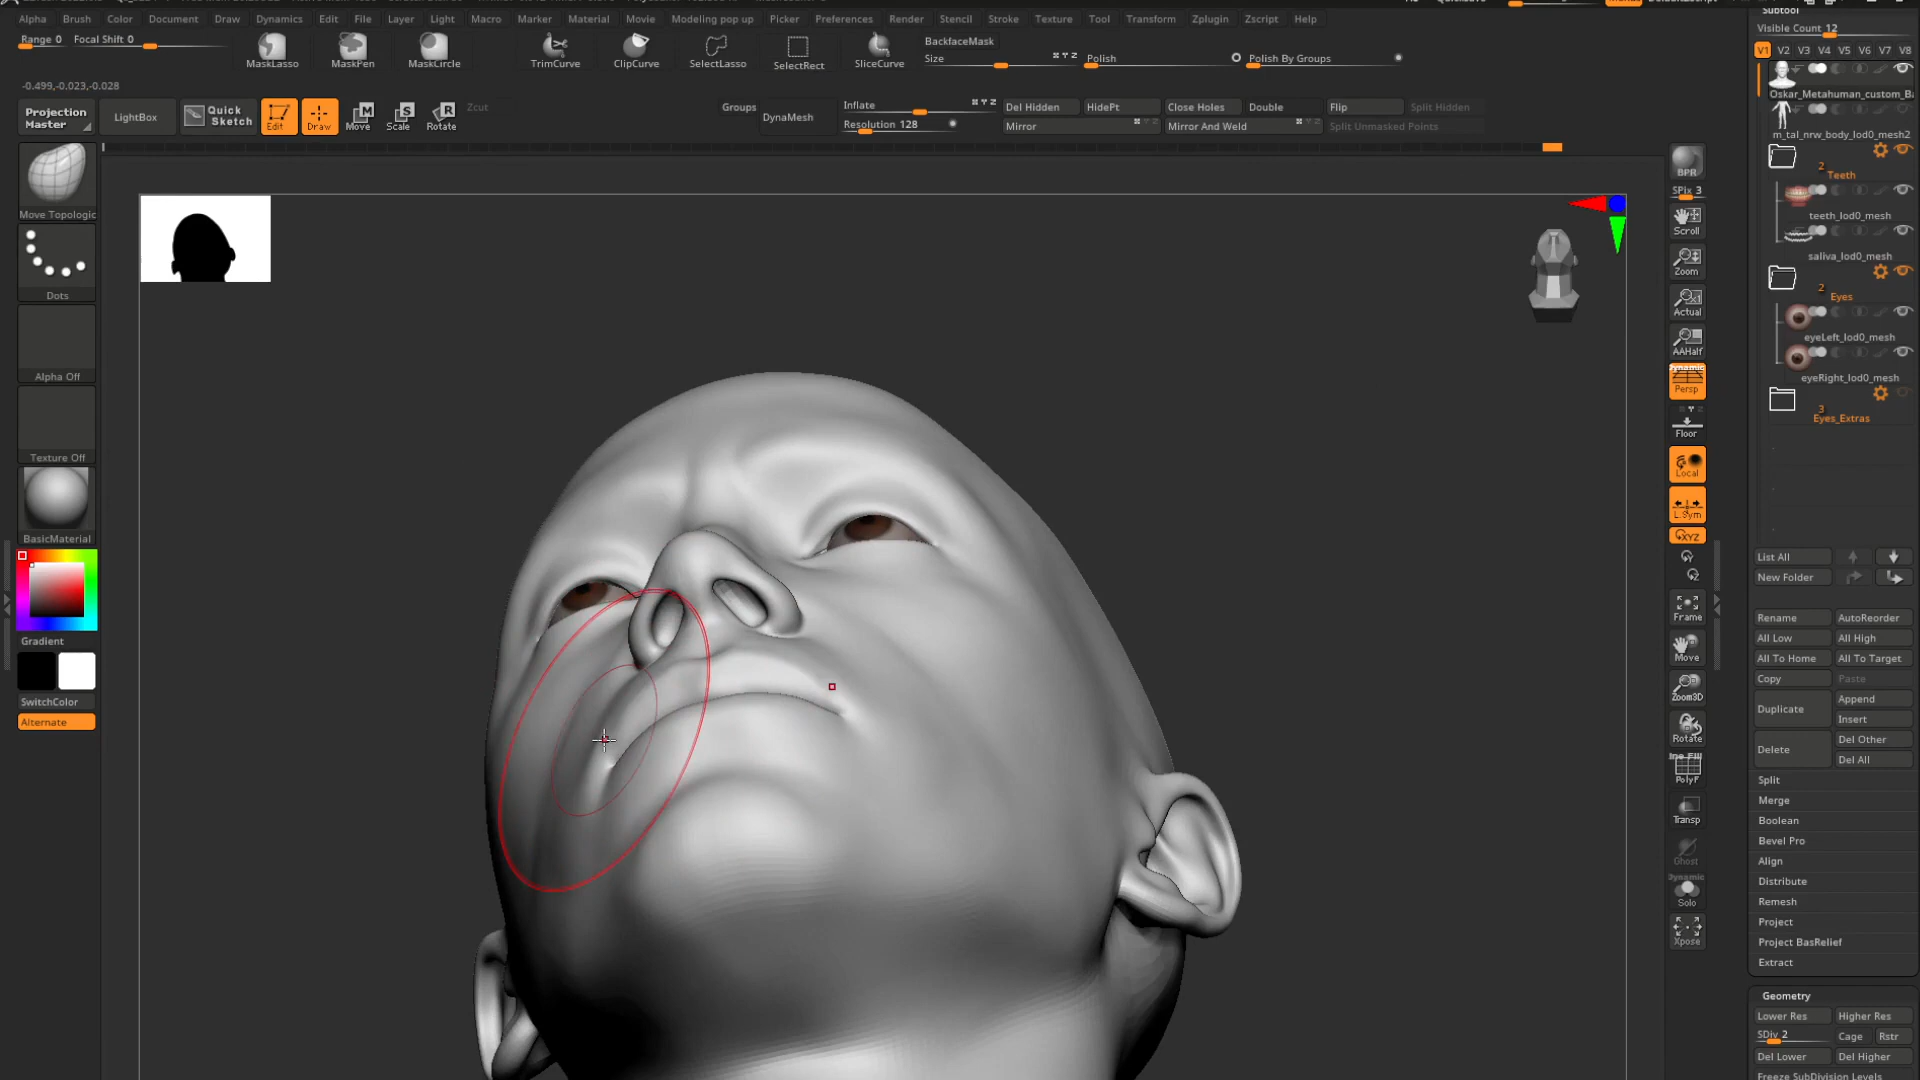 Alpha Brush Color Document Draw Dynamics Edit File Layer Light Macro Marker Material Movie Modeling pop up Picker Preferences Render Stencil Stroke Texture Tool Transform Zplugin Zscript Help
Range 0 Focal Shift 0
MaskLasso MaskPen MaskCircle TrimCurve ClipCurve SelectLasso SelectRect SliceCurve
BackfaceMask
Size Polish Polish By Groups
-0.499,-0.023,-0.028
Projection Master
LightBox
Quick Sketch
Edit Draw Move Scale Rotate
Zcut
Groups
DynaMesh
Inflate
Resolution 128
Del Hidden HidePt Close Holes Double Flip Split Hidden
Mirror Mirror And Weld Split Unmasked Points
Move Topologic
Dots
Alpha Off
Texture Off
BasicMaterial
Gradient
SwitchColor
Alternate
BPR
SPix 3
Scroll
Zoom
Actual
AAHalf
Dynamic
Persp
Floor
Local
L.Sym
XYZ
Frame
Move
Zoom3D
Rotate
Line Fill
PolyF
Transp
Ghost
Dynamic
Solo
Xpose
Subtool
Visible Count 12
V1 V2 V3 V4 V5 V6 V7 V8
Oskar_Metahuman_custom_Ba
m_tal_nrw_body_lod0_mesh2
2
Teeth
teeth_lod0_mesh
saliva_lod0_mesh
2
Eyes
eyeLeft_lod0_mesh
eyeRight_lod0_mesh
3
Eyes_Extras
List All
New Folder
Rename AutoReorder
All Low All High
All To Home All To Target
Copy Paste
Duplicate Append
Insert
Delete Del Other
Del All
Split
Merge
Boolean
Bevel Pro
Align
Distribute
Remesh
Project
Project BasRelief
Extract
Geometry
Lower Res Higher Res
SDiv 2 Cage Rstr
Del Lower Del Higher
Freeze SubDivision Levels